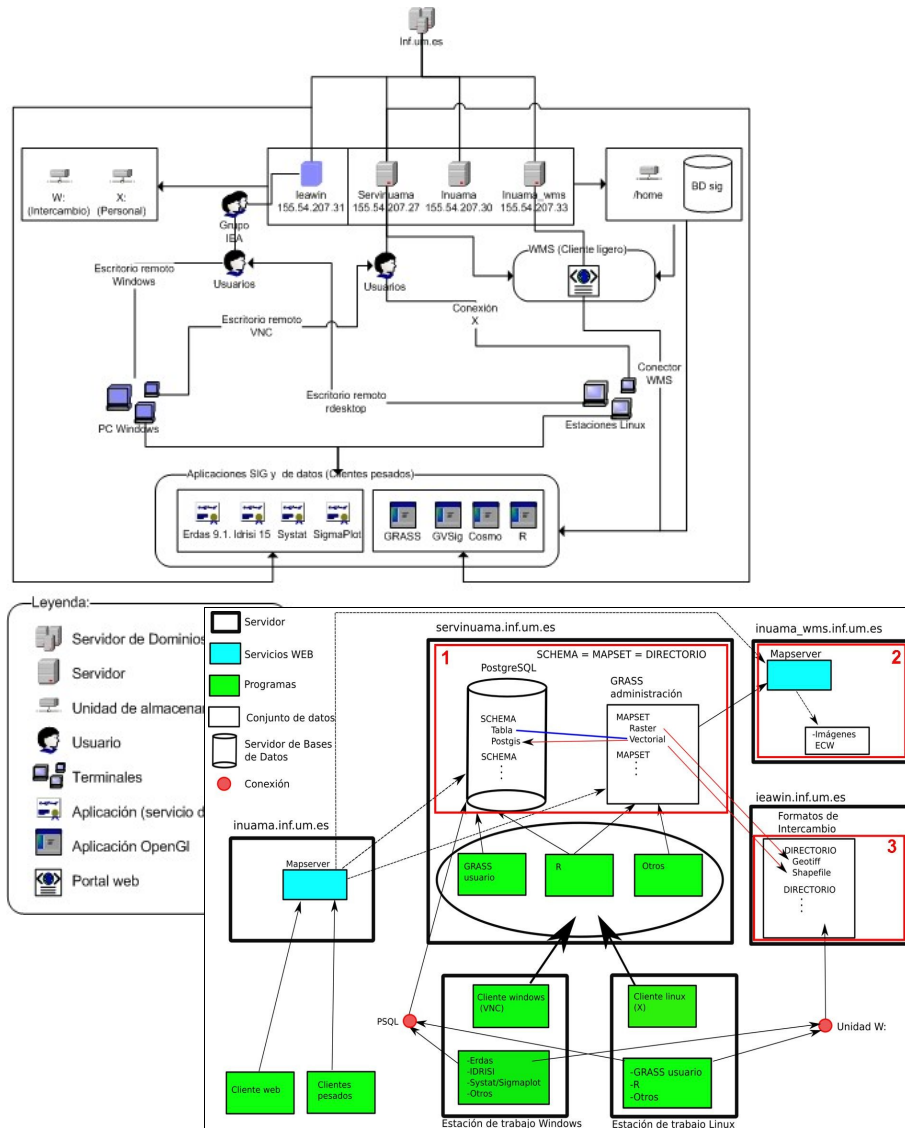 Inf.um.es
W:
(Intercambio)
X:
(Personal)
Ieawin
155.54.207.31
Servinuama
155.54.207.27
Inuama
155.54.207.30
Inuama_wms
155.54.207.33
/home
BD sig
Grupo
IEA
Usuarios
Usuarios
WMS (Cliente ligero)
Escritorio remoto
Windows
Escritorio remoto
VNC
Conexión
X
Conector
WMS
Escritorio remoto
rdesktop
PC Windows
Estaciones Linux
Aplicaciones SIG y de datos (Clientes pesados)
Erdas 9.1.
Idrisi 15
Systat
SigmaPlot
GRASS
GVSig
Cosmo
R
Leyenda:
Servidor de Dominios
Servidor
Unidad de almacenar
Usuario
Terminales
Aplicación (servicio d
Aplicación OpenGl
Portal web
Servidor
Servicios WEB
Programas
Conjunto de datos
Servidor de Bases
de Datos
Conexión
servinuama.inf.um.es
1
SCHEMA = MAPSET = DIRECTORIO
PostgreSQL
SCHEMA
Tabla
Postgis
SCHEMA
GRASS
administración
MAPSET
Raster
Vectorial
MAPSET
GRASS
usuario
R
Otros
inuama_wms.inf.um.es
Mapserver
2
-Imágenes
ECW
ieawin.inf.um.es
Formatos de
Intercambio
3
DIRECTORIO
Geotiff
Shapefile
DIRECTORIO
inuama.inf.um.es
Mapserver
Cliente web
Clientes
pesados
PSQL
Cliente windows
(VNC)
-Erdas
-IDRISI
-Systat/Sigmaplot
-Otros
Estación de trabajo Windows
Cliente linux
(X)
-GRASS usuario
-R
-Otros
Estación de trabajo Linux
Unidad W: